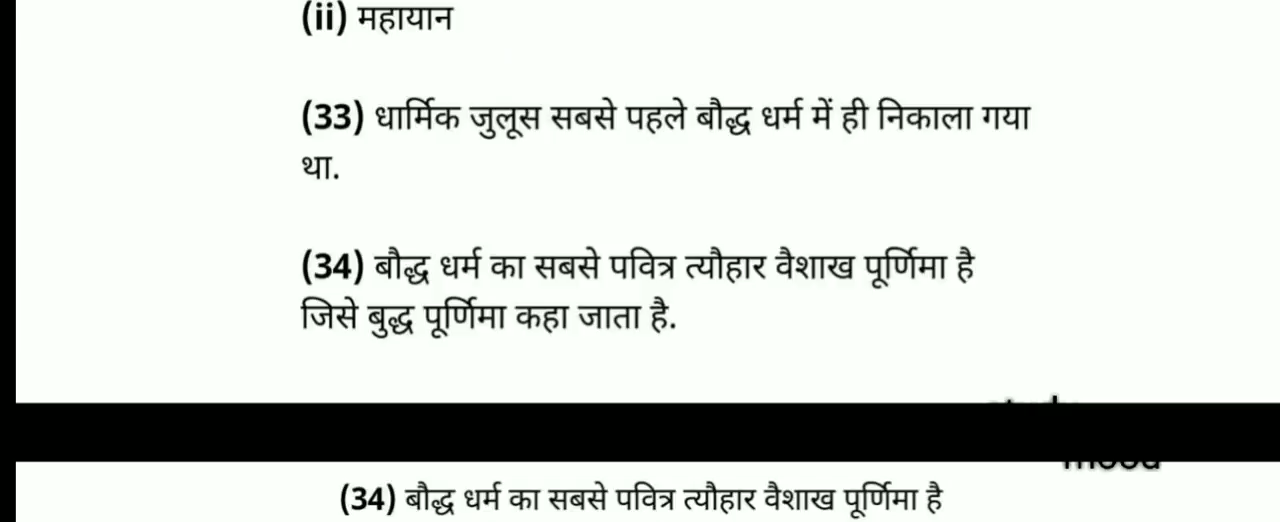 (ii) महायान
(33) धार्मिक जुलूस सबसे पहले बौद्ध धर्म में ही निकाला गया
था.
(34) बौद्ध धर्म का सबसे पवित्र त्यौहार वैशाख पूर्णिमा है
जिसे बुद्ध पूर्णिमा कहा जाता है.
(34) बौद्ध धर्म का सबसे पवित्र त्यौहार वैशाख पूर्णिमा है